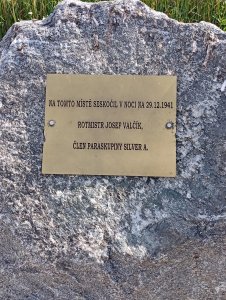 NA TOMTO MÍSTĚ SESKOČIL V NOCI NA 29.12.1941
ROTMISTR JOSEF VALČÍK,
ČLEN PARASKUPINY SILVER A.